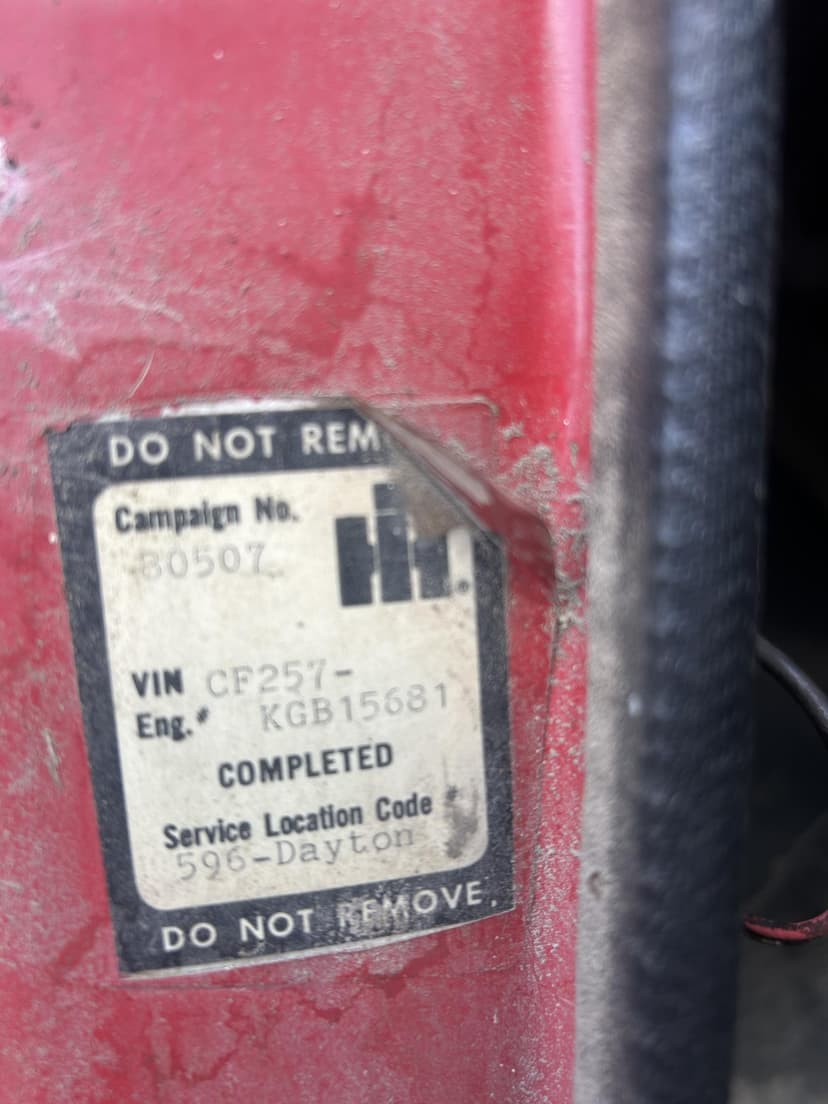 DO NOT REM
Campaign No.
80507
VIN CF257-
Eng.# KGB15681
COMPLETED
Service Location Code #
596-Dayton
DO NOT REMOVE.